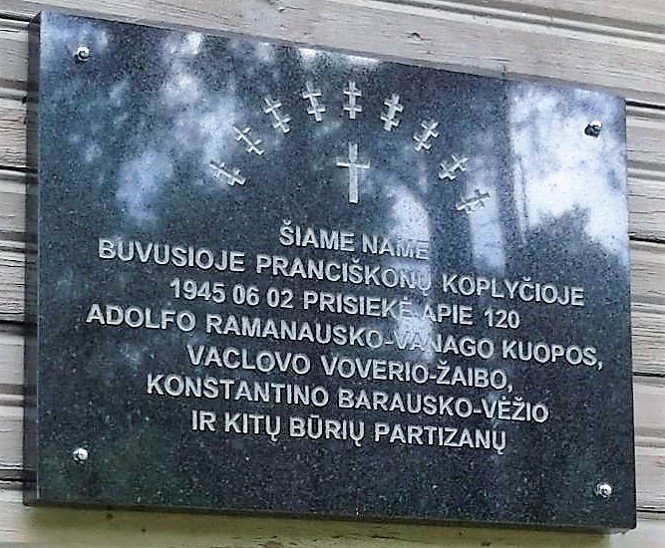 ŠIAME NAME
BUVUSIOJE PRANCIŠKONŲ KOPLYČIOJE
1945 06 02 PRISIEKĖ APIE 120
ADOLFO RAMANAUSKO-VANAGO KUOPOS,
VACLOVO VOVERIO-ŽAIBO,
KONSTANTINO BARAUSKO-VĖŽIO
IR KITŲ BŪRIŲ PARTIZANŲ